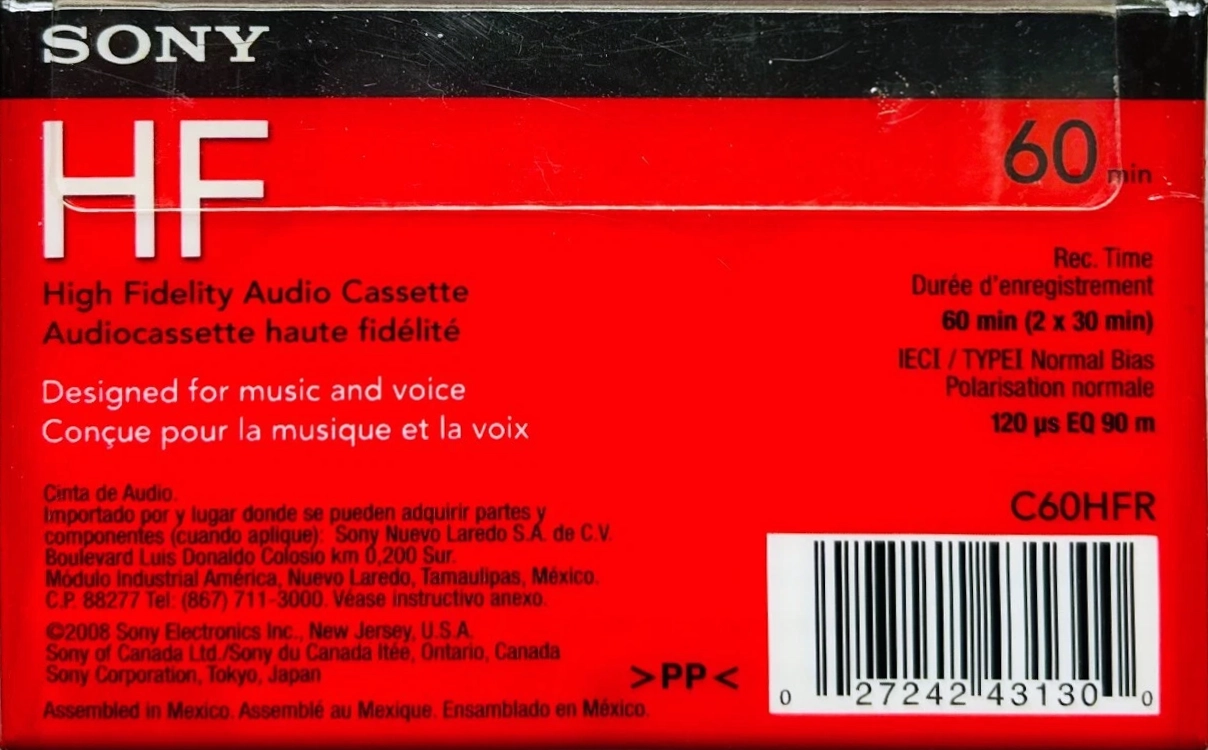 SONY
HF
60 min
High Fidelity Audio Cassette
Audiocassette haute fidélité
Designed for music and voice
Conçue pour la musique et la voix
Rec. Time
Durée d'enregistrement
60 min (2 x 30 min)
IECI / TYPEI Normal Bias
Polarisation normale
120 µs EQ 90 m
C60HFR
Cinta de Audio.
Importado por y lugar donde se pueden adquirir partes y
componentes (cuando aplique): Sony Nuevo Laredo S.A. de C.V.
Boulevard Luis Donaldo Colosio km 0,200 Sur.
Módulo Industrial América, Nuevo Laredo, Tamaulipas, México.
C.P. 88277 Tel: (867) 711-3000. Véase instructivo anexo.
©2008 Sony Electronics Inc., New Jersey, U.S.A.
Sony of Canada Ltd./Sony du Canada ltée, Ontario, Canada
Sony Corporation, Tokyo, Japan
Assembled in Mexico. Assemblé au Mexique. Ensamblado en México.
>PP<
0 27242 43130 0